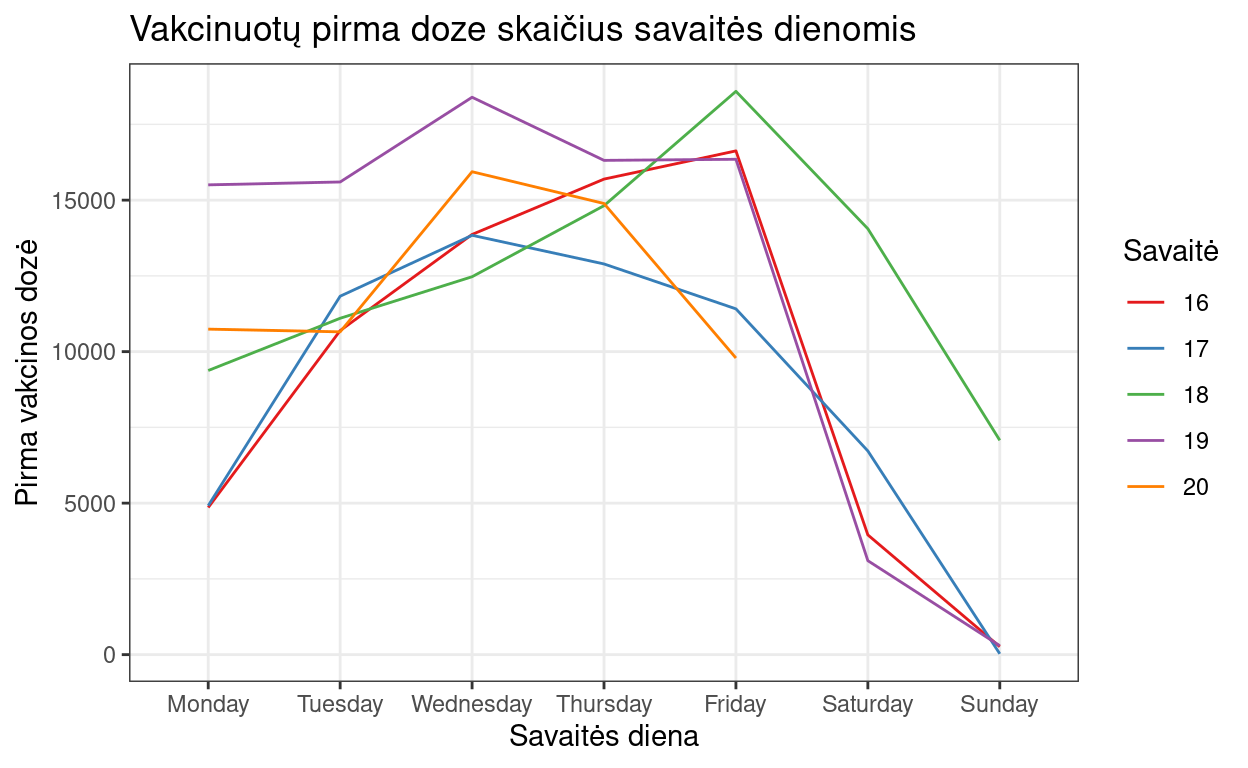 Vakcinuotų pirma doze skaičius savaitės dienomis
Pirma vakcinos dozė
15000
10000
5000
0
Monday Tuesday Wednesday Thursday Friday Saturday Sunday
Savaitės diena
Savaitė
16
17
18
19
20